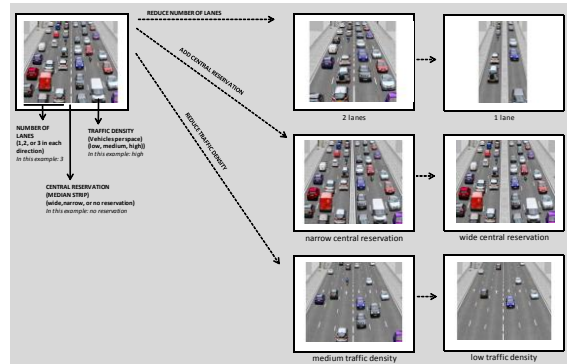 REDUCE NUMBER OF LANES
ADD CENTRAL RESERVATION
REDUCE TRAFFIC DENSITY
2 lanes
1 lane
NUMBER OF
LANES
(1,2, or 3 in each
direction)
In this example: 3
TRAFFIC DENSITY
(Vehicles per space)
(low, medium, high))
In this example: high
CENTRAL RESERVATION
(MEDIAN STRIP)
(wide,narrow, or no reservation)
In this example: no reservation
narrow central reservation
wide central reservation
medium traffic density
low traffic density